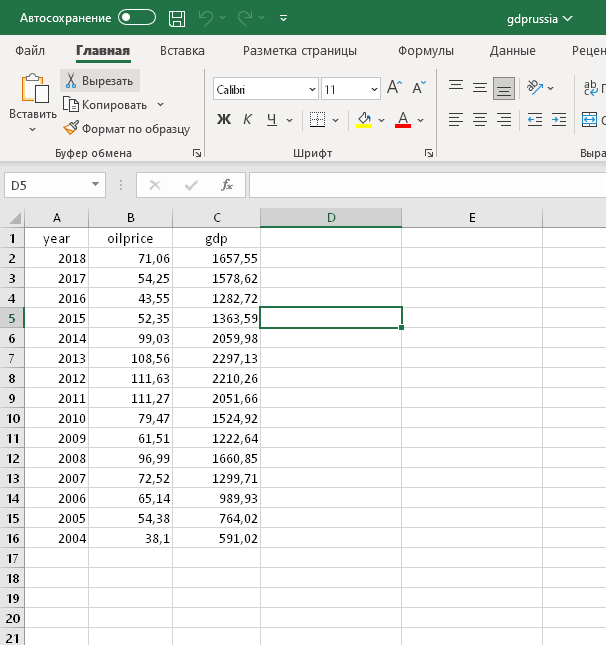 Автосохранение gdprussia
Файл Главная Вставка Разметка страницы Формулы Данные Рецен
Вставить
Вырезать
Копировать
Формат по образцу
Буфер обмена
Calibri 11 A A
Ж К Ч А
Шрифт
ab
Выра
D5 fx
A B C D E
1 year oilprice gdp
2 2018 71,06 1657,55
3 2017 54,25 1578,62
4 2016 43,55 1282,72
5 2015 52,35 1363,59
6 2014 99,03 2059,98
7 2013 108,56 2297,13
8 2012 111,63 2210,26
9 2011 111,27 2051,66
10 2010 79,47 1524,92
11 2009 61,51 1222,64
12 2008 96,99 1660,85
13 2007 72,52 1299,71
14 2006 65,14 989,93
15 2005 54,38 764,02
16 2004 38,1 591,02
17
18
19
20
21